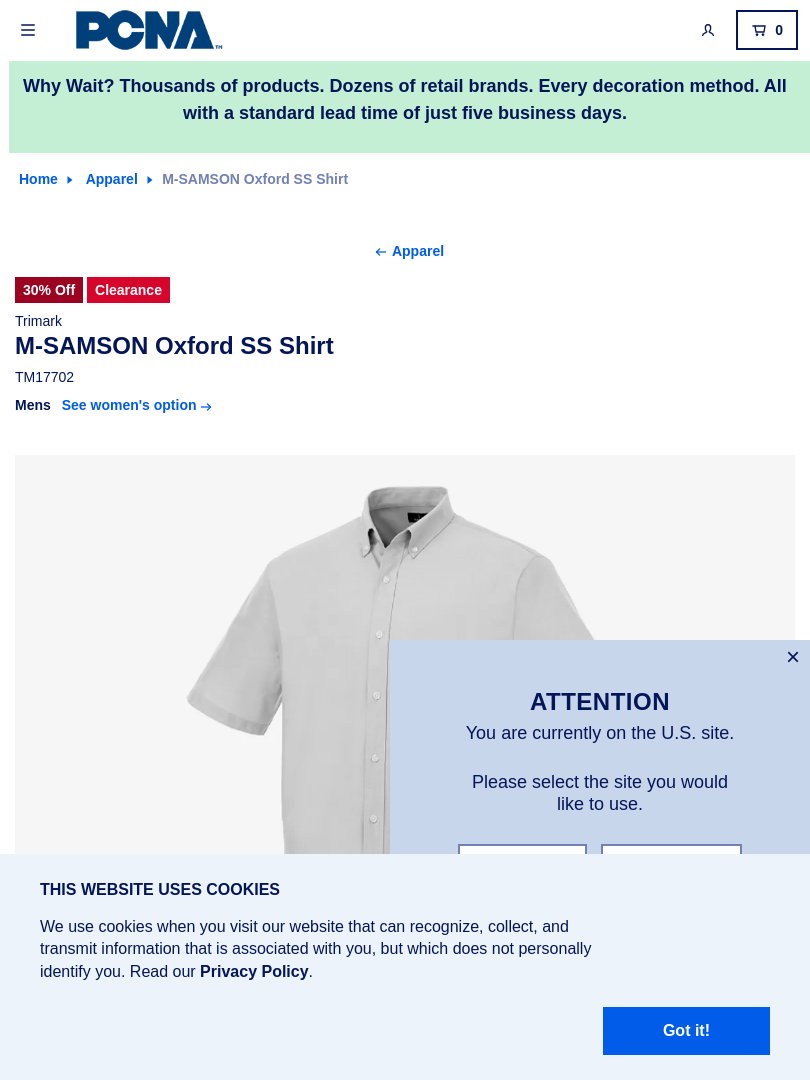 PCNA™
0
Why Wait? Thousands of products. Dozens of retail brands. Every decoration method. All
with a standard lead time of just five business days.
Home Apparel M-SAMSON Oxford SS Shirt
Apparel
30% Off Clearance
Trimark
M-SAMSON Oxford SS Shirt
TM17702
Mens See women's option
ATTENTION
You are currently on the U.S. site.
Please select the site you would
like to use.
THIS WEBSITE USES COOKIES
We use cookies when you visit our website that can recognize, collect, and
transmit information that is associated with you, but which does not personally
identify you. Read our Privacy Policy.
Got it!